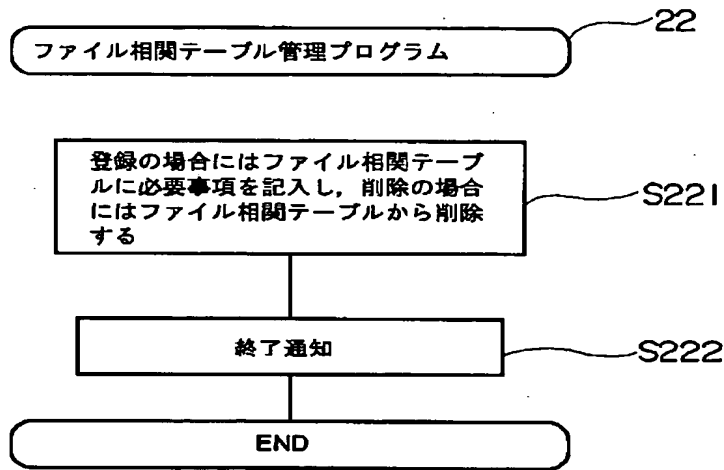 22
ファイル相関テーブル管理プログラム
登録の場合にはファイル相関テーブ
ルに必要事項を記入し，削除の場合
にはファイル相関テーブルから削除
する
S221
終了通知
S222
END